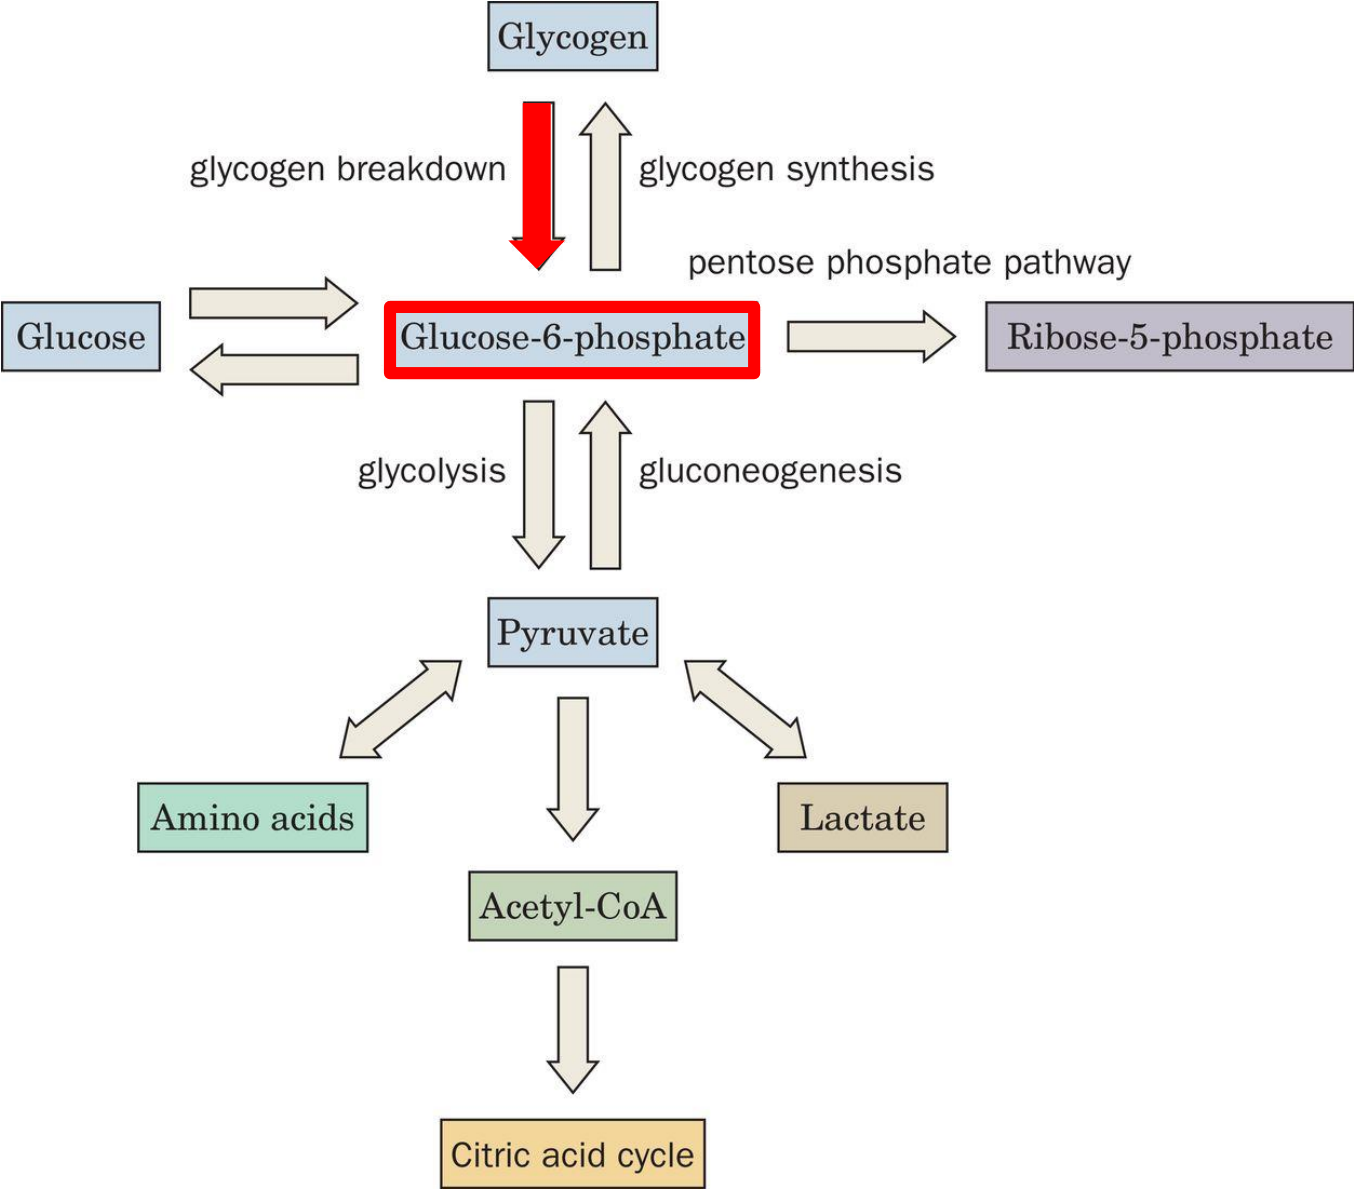 Glycogen
glycogen breakdown
glycogen synthesis
pentose phosphate pathway
Glucose
Glucose-6-phosphate
Ribose-5-phosphate
glycolysis
gluconeogenesis
Pyruvate
Amino acids
Lactate
Acetyl-CoA
Citric acid cycle